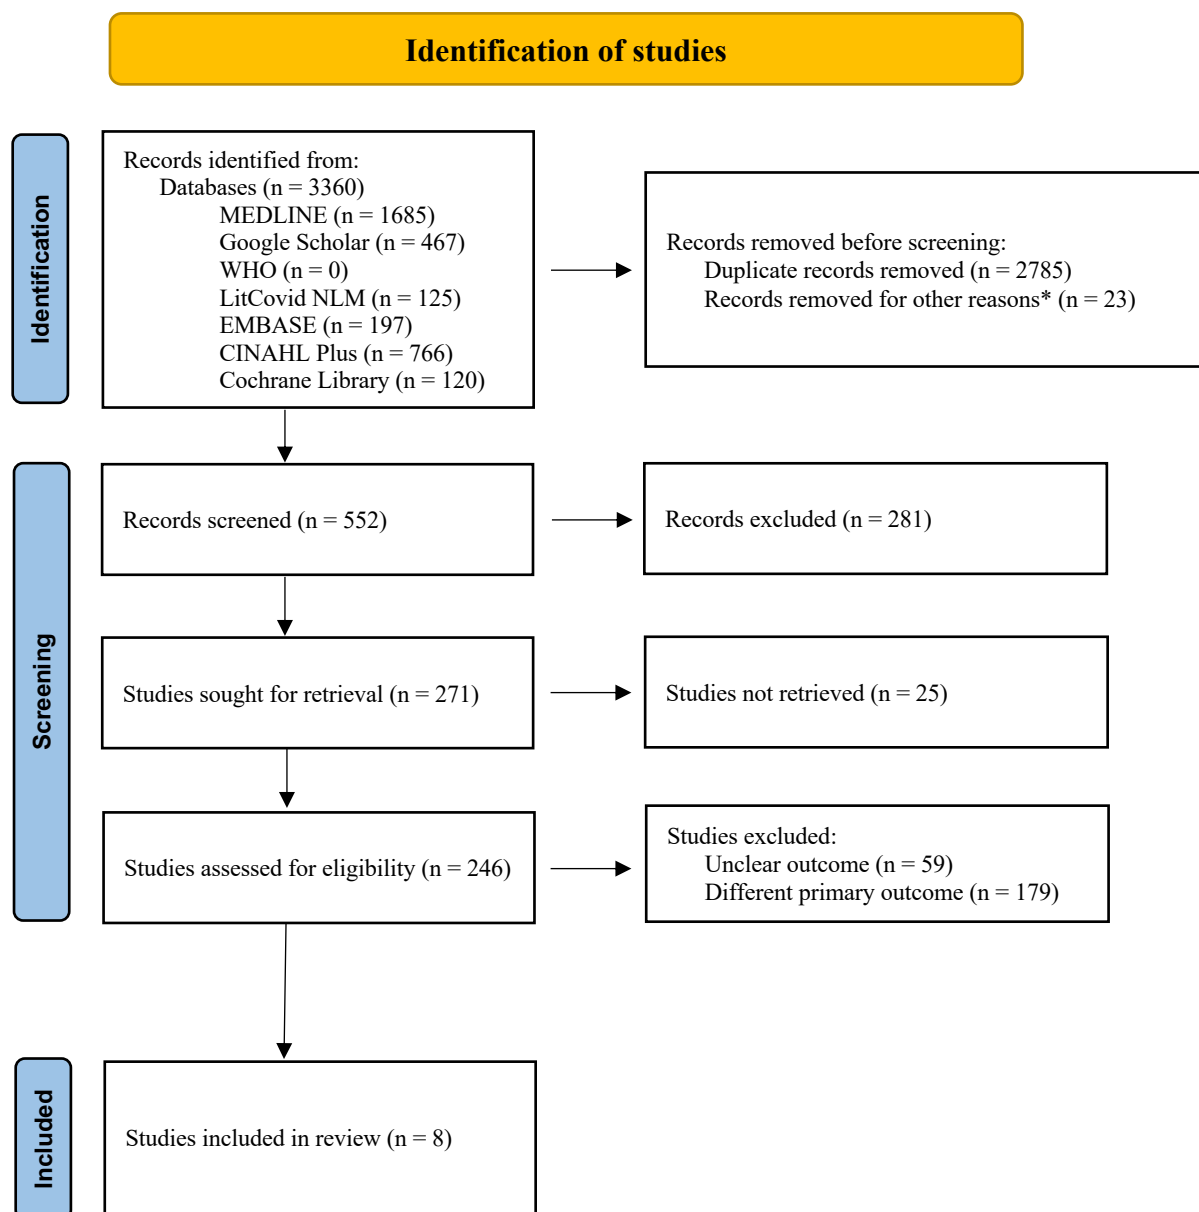 Identification of studies
Identification
Records identified from:
Databases (n = 3360)
MEDLINE (n = 1685)
Google Scholar (n = 467)
WHO (n = 0)
LitCovid NLM (n = 125)
EMBASE (n = 197)
CINAHL Plus (n = 766)
Cochrane Library (n = 120)
Records removed before screening:
Duplicate records removed (n = 2785)
Records removed for other reasons* (n = 23)
Screening
Records screened (n = 552)
Records excluded (n = 281)
Studies sought for retrieval (n = 271)
Studies not retrieved (n = 25)
Studies assessed for eligibility (n = 246)
Studies excluded:
Unclear outcome (n = 59)
Different primary outcome (n = 179)
Included
Studies included in review (n = 8)